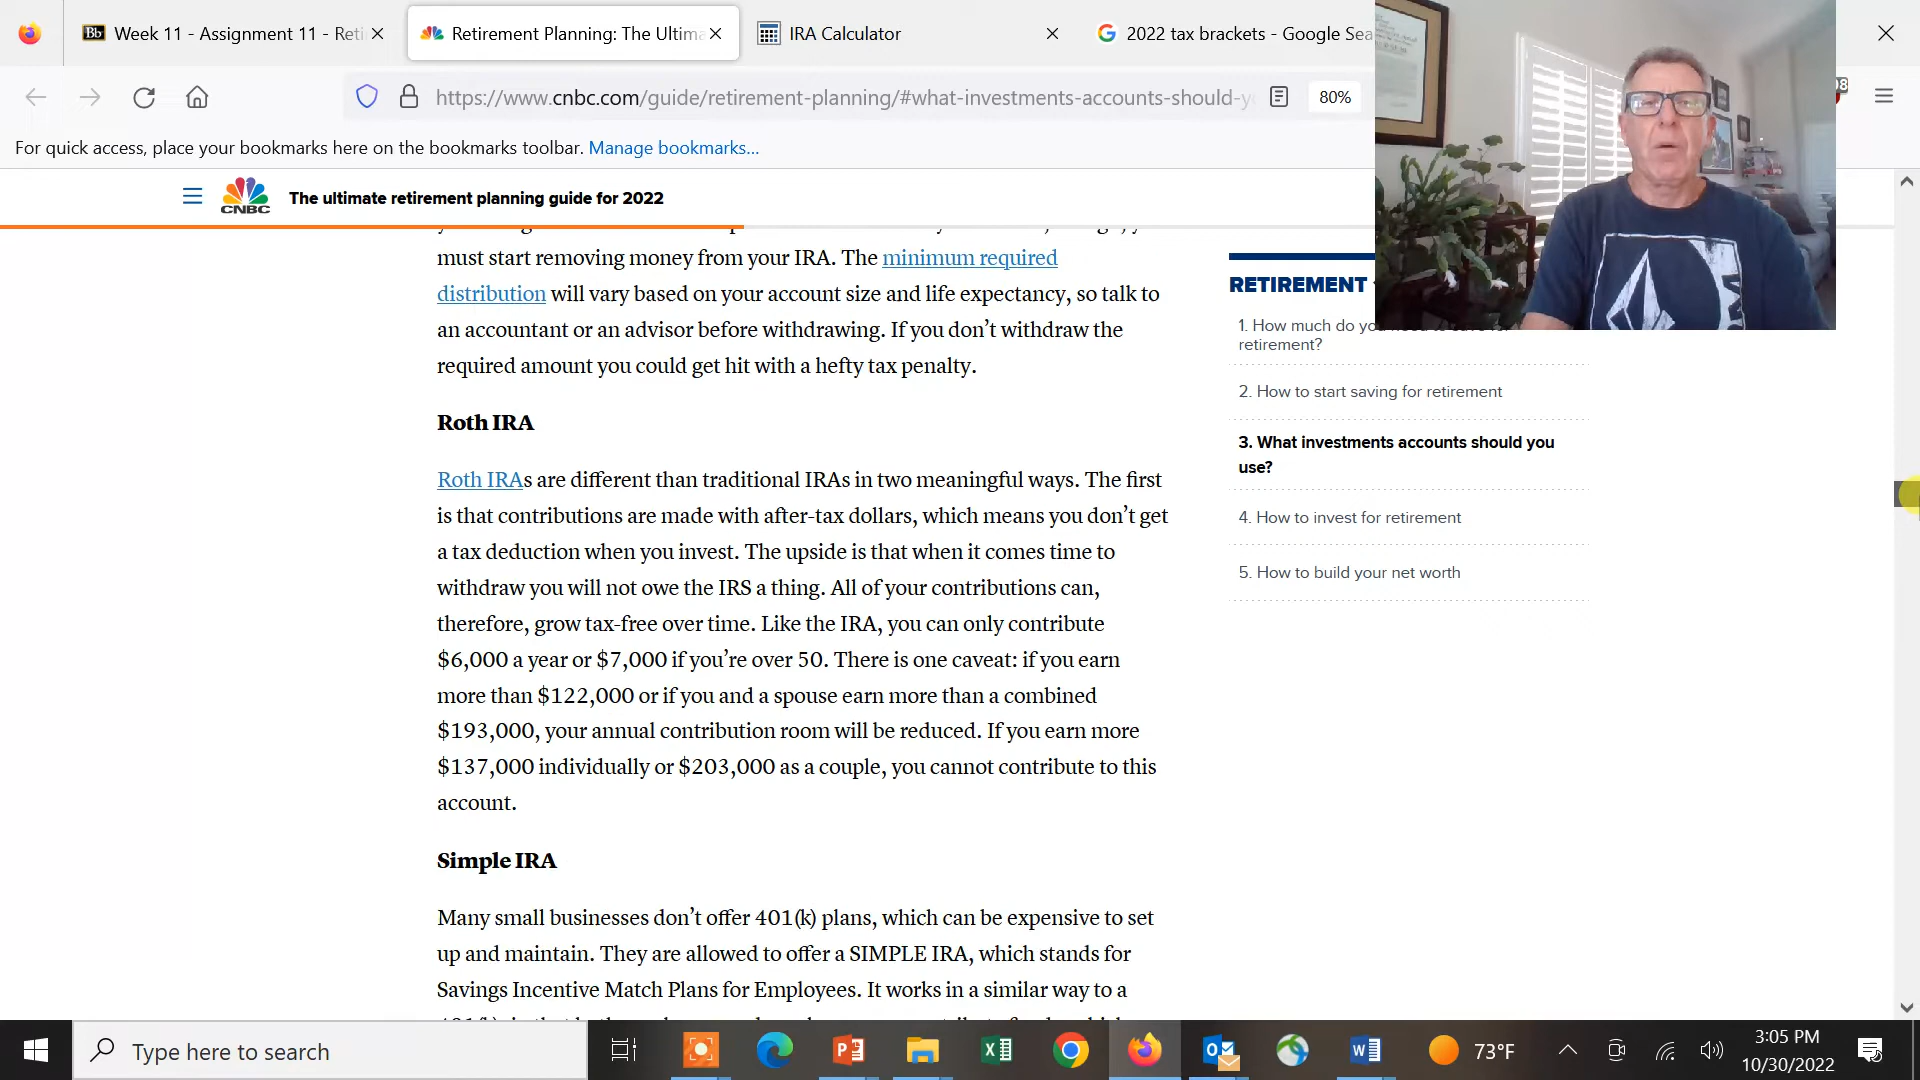 Week 11 - Assignment 11 - Reti
Retirement Planning: The Ultima
IRA Calculator
2022 tax brackets - Google Sea
https://www.cnbc.com/guide/retirement-planning/#what-investments-accounts-should-y
80%
For quick access, place your bookmarks here on the bookmarks toolbar. Manage bookmarks...
CNBC
The ultimate retirement planning guide for 2022
must start removing money from your IRA. The minimum required
distribution will vary based on your account size and life expectancy, so talk to
an accountant or an advisor before withdrawing. If you don’t withdraw the
required amount you could get hit with a hefty tax penalty.
Roth IRA
Roth IRAs are different than traditional IRAs in two meaningful ways. The first
is that contributions are made with after-tax dollars, which means you don’t get
a tax deduction when you invest. The upside is that when it comes time to
withdraw you will not owe the IRS a thing. All of your contributions can,
therefore, grow tax-free over time. Like the IRA, you can only contribute
$6,000 a year or $7,000 if you’re over 50. There is one caveat: if you earn
more than $122,000 or if you and a spouse earn more than a combined
$193,000, your annual contribution room will be reduced. If you earn more
$137,000 individually or $203,000 as a couple, you cannot contribute to this
account.
Simple IRA
Many small businesses don’t offer 401(k) plans, which can be expensive to set
up and maintain. They are allowed to offer a SIMPLE IRA, which stands for
Savings Incentive Match Plans for Employees. It works in a similar way to a
RETIREMENT
1. How much do you need to save for
retirement?
2. How to start saving for retirement
3. What investments accounts should you
use?
4. How to invest for retirement
5. How to build your net worth
Type here to search
73°F
3:05 PM
10/30/2022